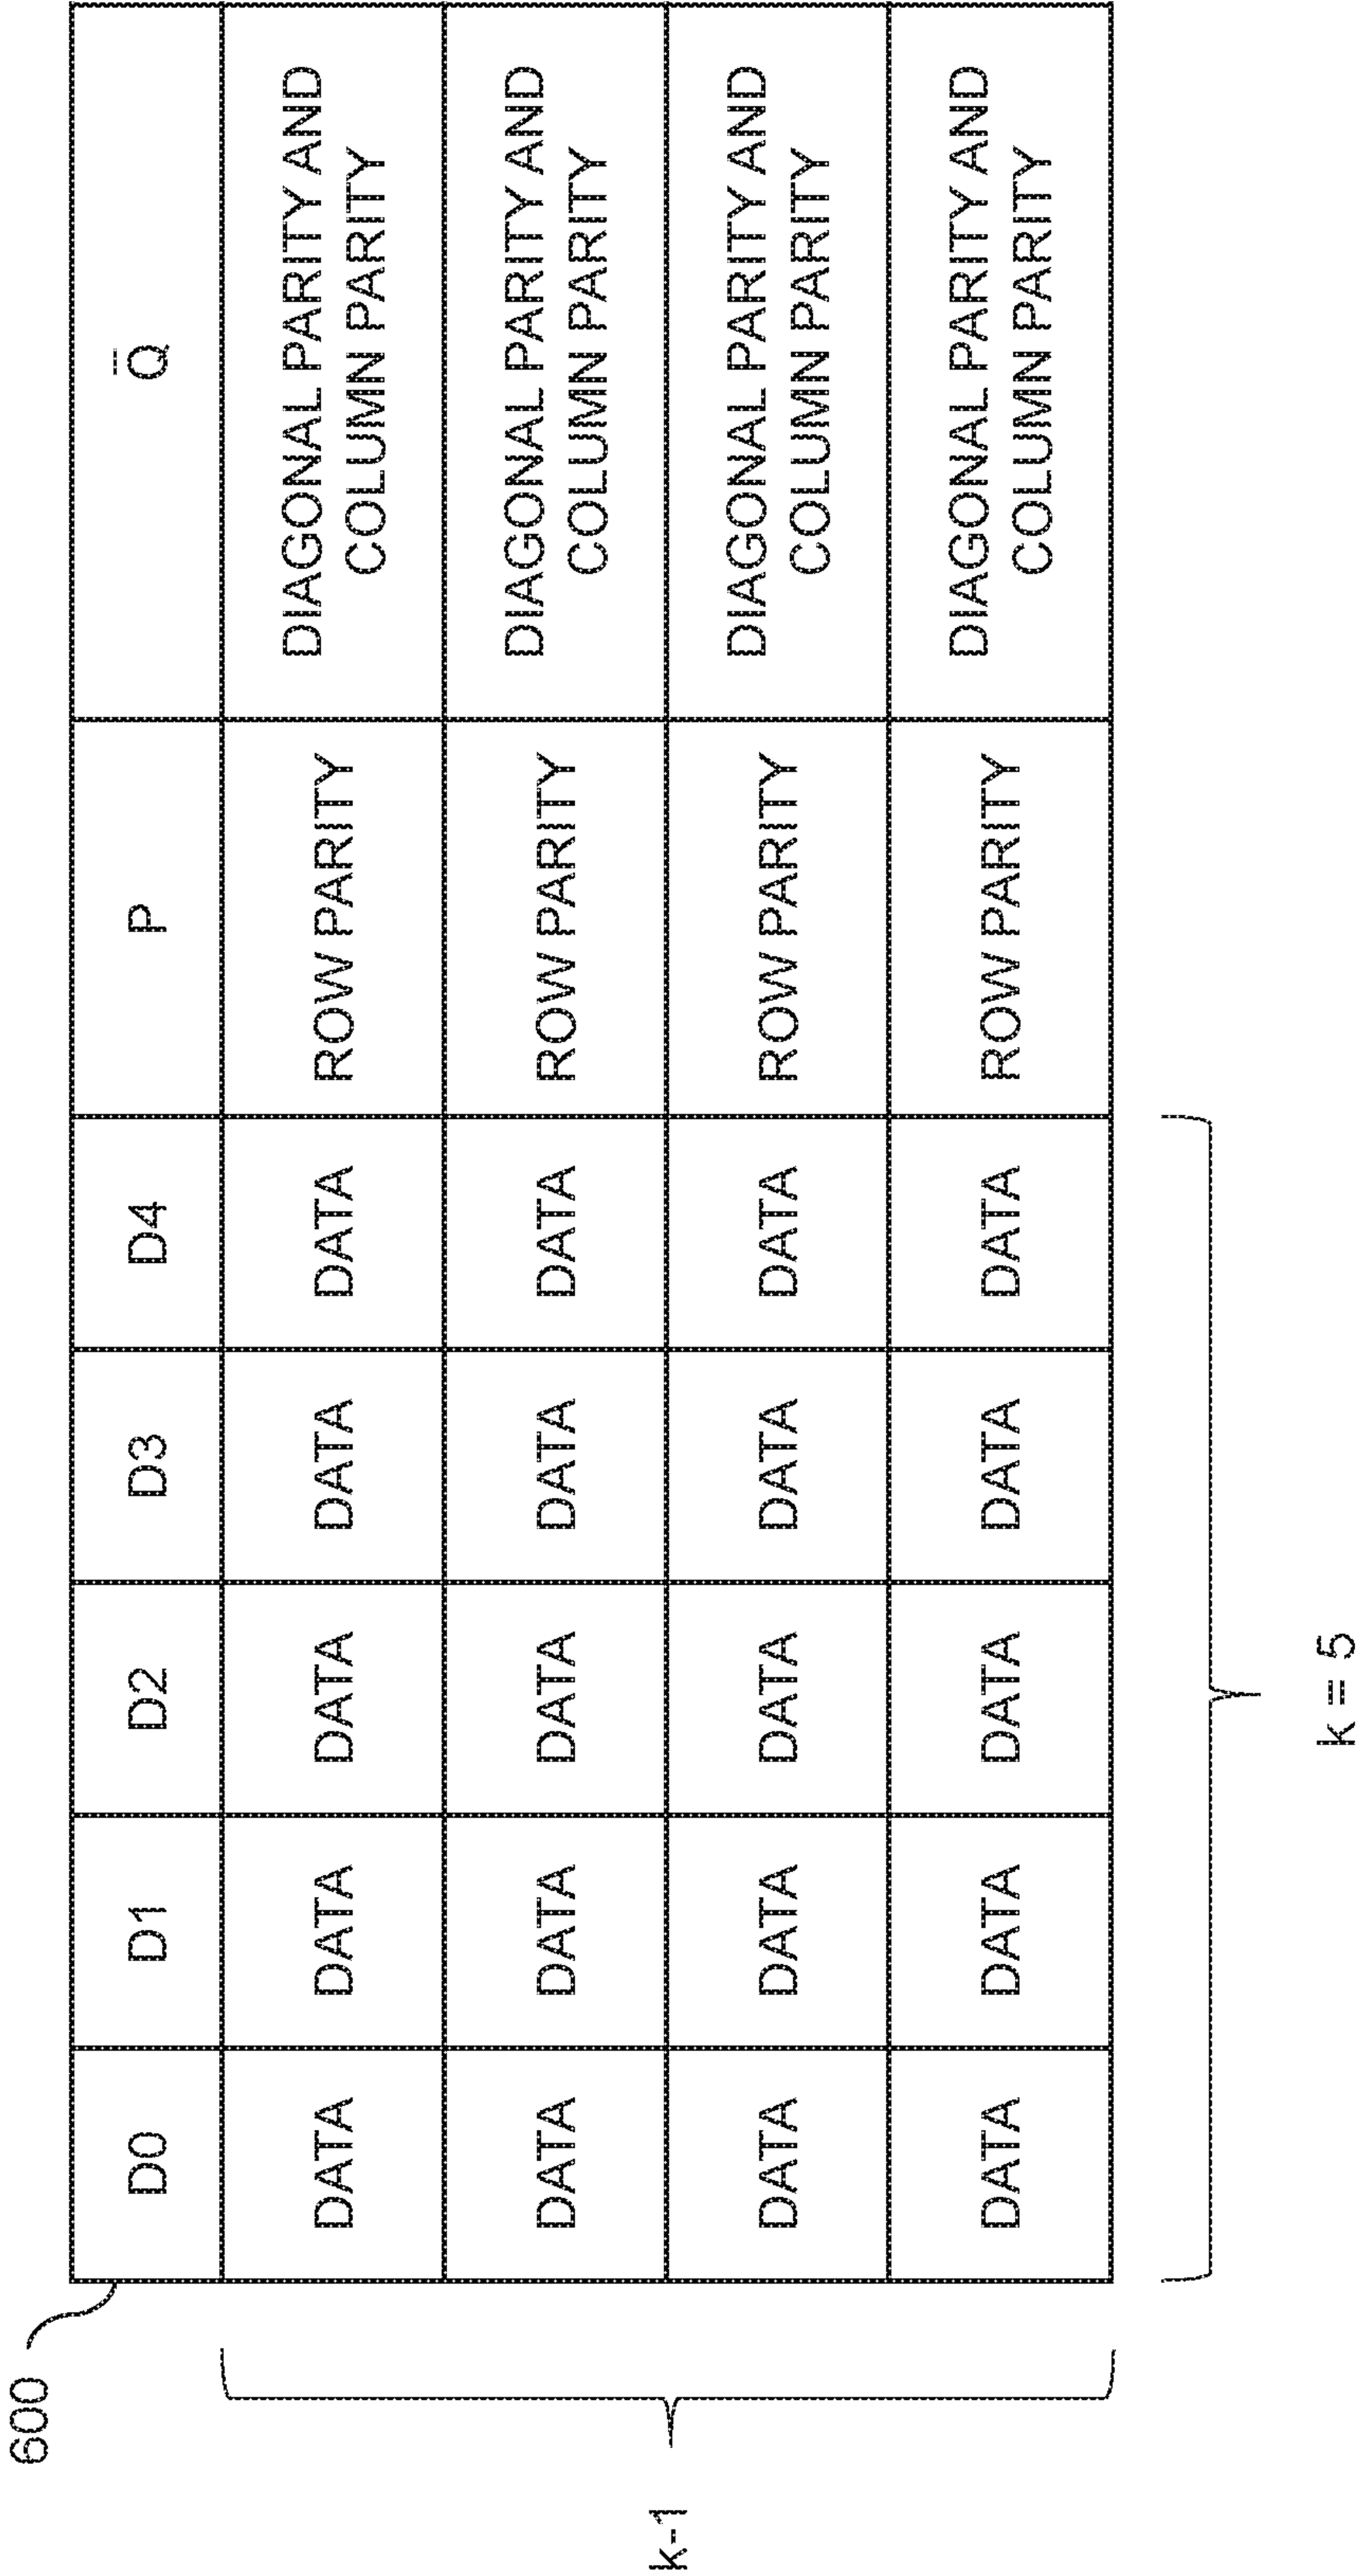 600
D0 D1 D2 D3 D4 P Q̄
DATA DATA DATA DATA DATA ROW PARITY DIAGONAL PARITY AND
COLUMN PARITY
DATA DATA DATA DATA DATA ROW PARITY DIAGONAL PARITY AND
COLUMN PARITY
DATA DATA DATA DATA DATA ROW PARITY DIAGONAL PARITY AND
COLUMN PARITY
DATA DATA DATA DATA DATA ROW PARITY DIAGONAL PARITY AND
COLUMN PARITY
k-1
k = 5